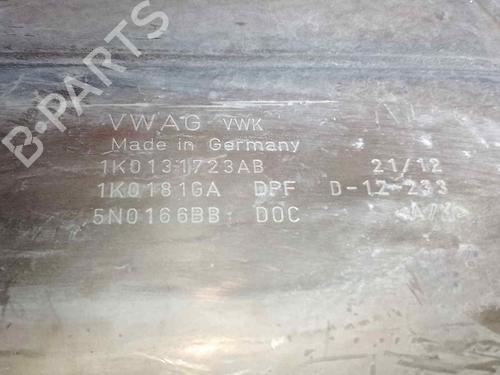 B-PARTS
VWAG VWK
Made in Germany
1K0131723AB 21/12
1K0181GA DPF D-12-233
5N0166BB DOC